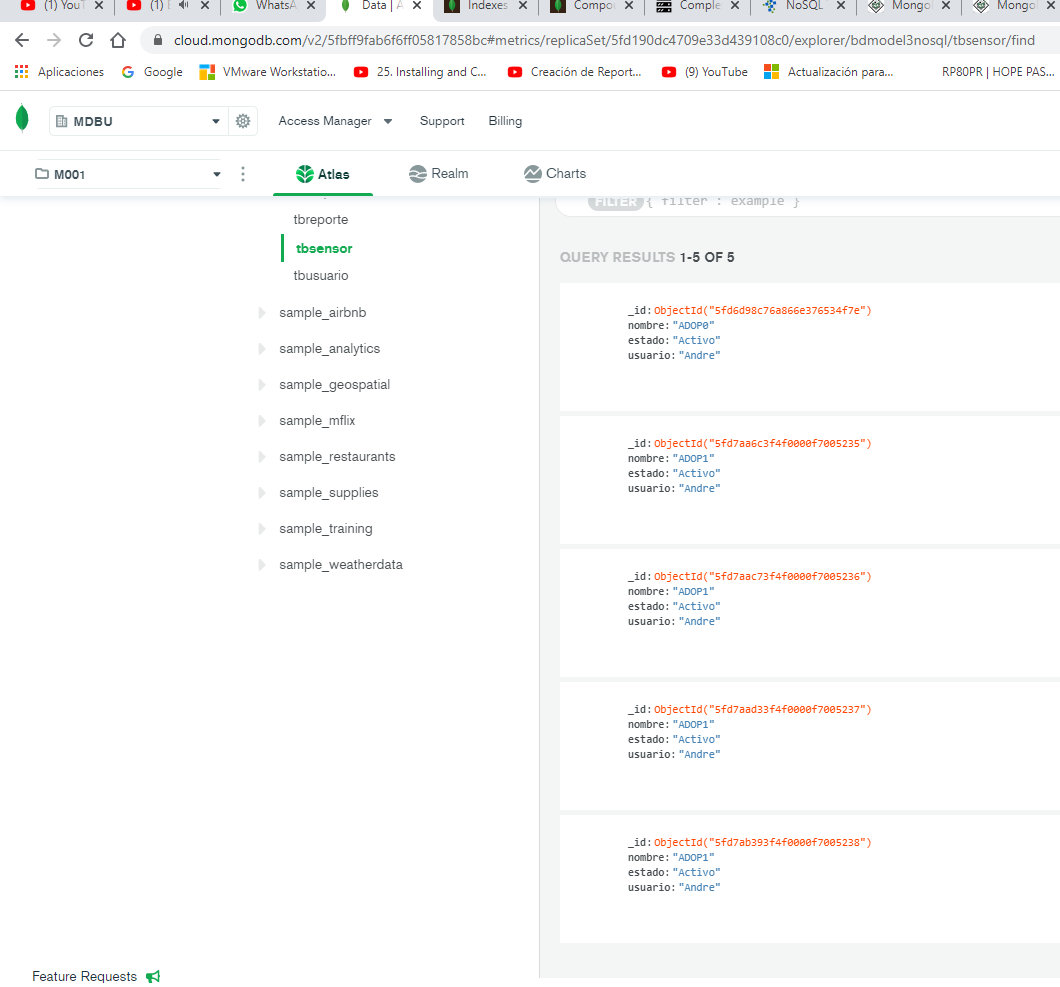 (1) YouT
(1)
WhatsA
Data | A
Indexes
Compou
Comple
NoSQL
Mongo
Mongo
cloud.mongodb.com/v2/5fbff9fab6f6ff05817858bc#metrics/replicaSet/5fd190dc4709e33d439108c0/explorer/bdmodel3nosql/tbsensor/find
Aplicaciones
Google
VMware Workstatio...
25. Installing and C...
Creación de Report...
(9) YouTube
Actualización para...
RP80PR | HOPE PAS...
MDBU
Access Manager
Support
Billing
M001
Atlas
Realm
Charts
tbreporte
tbsensor
tbusuario
sample_airbnb
sample_analytics
sample_geospatial
sample_mflix
sample_restaurants
sample_supplies
sample_training
sample_weatherdata
Feature Requests
FILTER { filter : example }
QUERY RESULTS 1-5 OF 5
_id: ObjectId("5fd6d98c76a866e376534f7e")
nombre: "ADOP0"
estado: "Activo"
usuario: "Andre"
_id: ObjectId("5fd7aa6c3f4f0000f7005235")
nombre: "ADOP1"
estado: "Activo"
usuario: "Andre"
_id: ObjectId("5fd7aac73f4f0000f7005236")
nombre: "ADOP1"
estado: "Activo"
usuario: "Andre"
_id: ObjectId("5fd7aad33f4f0000f7005237")
nombre: "ADOP1"
estado: "Activo"
usuario: "Andre"
_id: ObjectId("5fd7ab393f4f0000f7005238")
nombre: "ADOP1"
estado: "Activo"
usuario: "Andre"